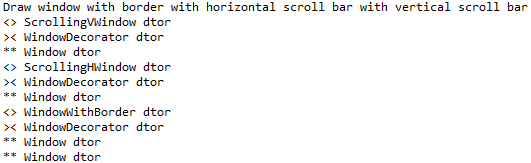 Draw window with border with horizontal scroll bar with vertical scroll bar
<> ScrollingVWindow dtor
>< WindowDecorator dtor
** Window dtor
<> ScrollingHWindow dtor
>< WindowDecorator dtor
** Window dtor
<> WindowWithBorder dtor
>< WindowDecorator dtor
** Window dtor
** Window dtor